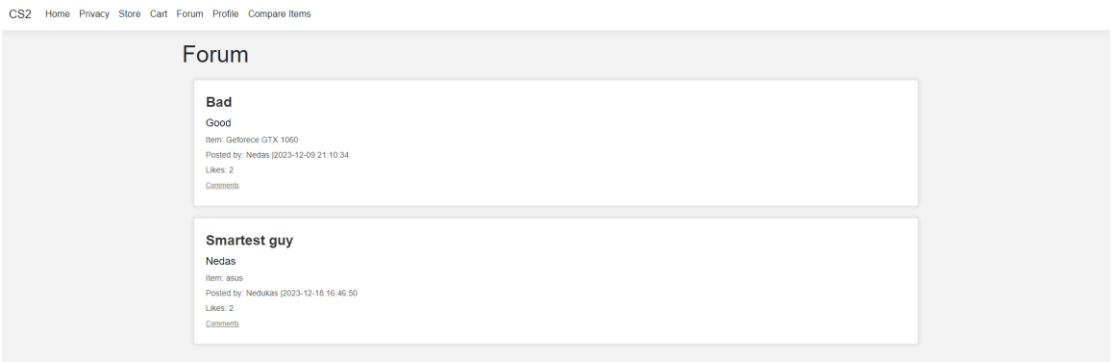 CS2 Home Privacy Store Cart Forum Profile Compare Items
Forum
Bad
Good
Item: Geforece GTX 1060
Posted by: Nedas |2023-12-09 21:10:34
Likes: 2
Comments
Smartest guy
Nedas
Item: asus
Posted by: Nedukas |2023-12-18 16:46:50
Likes: 2
Comments